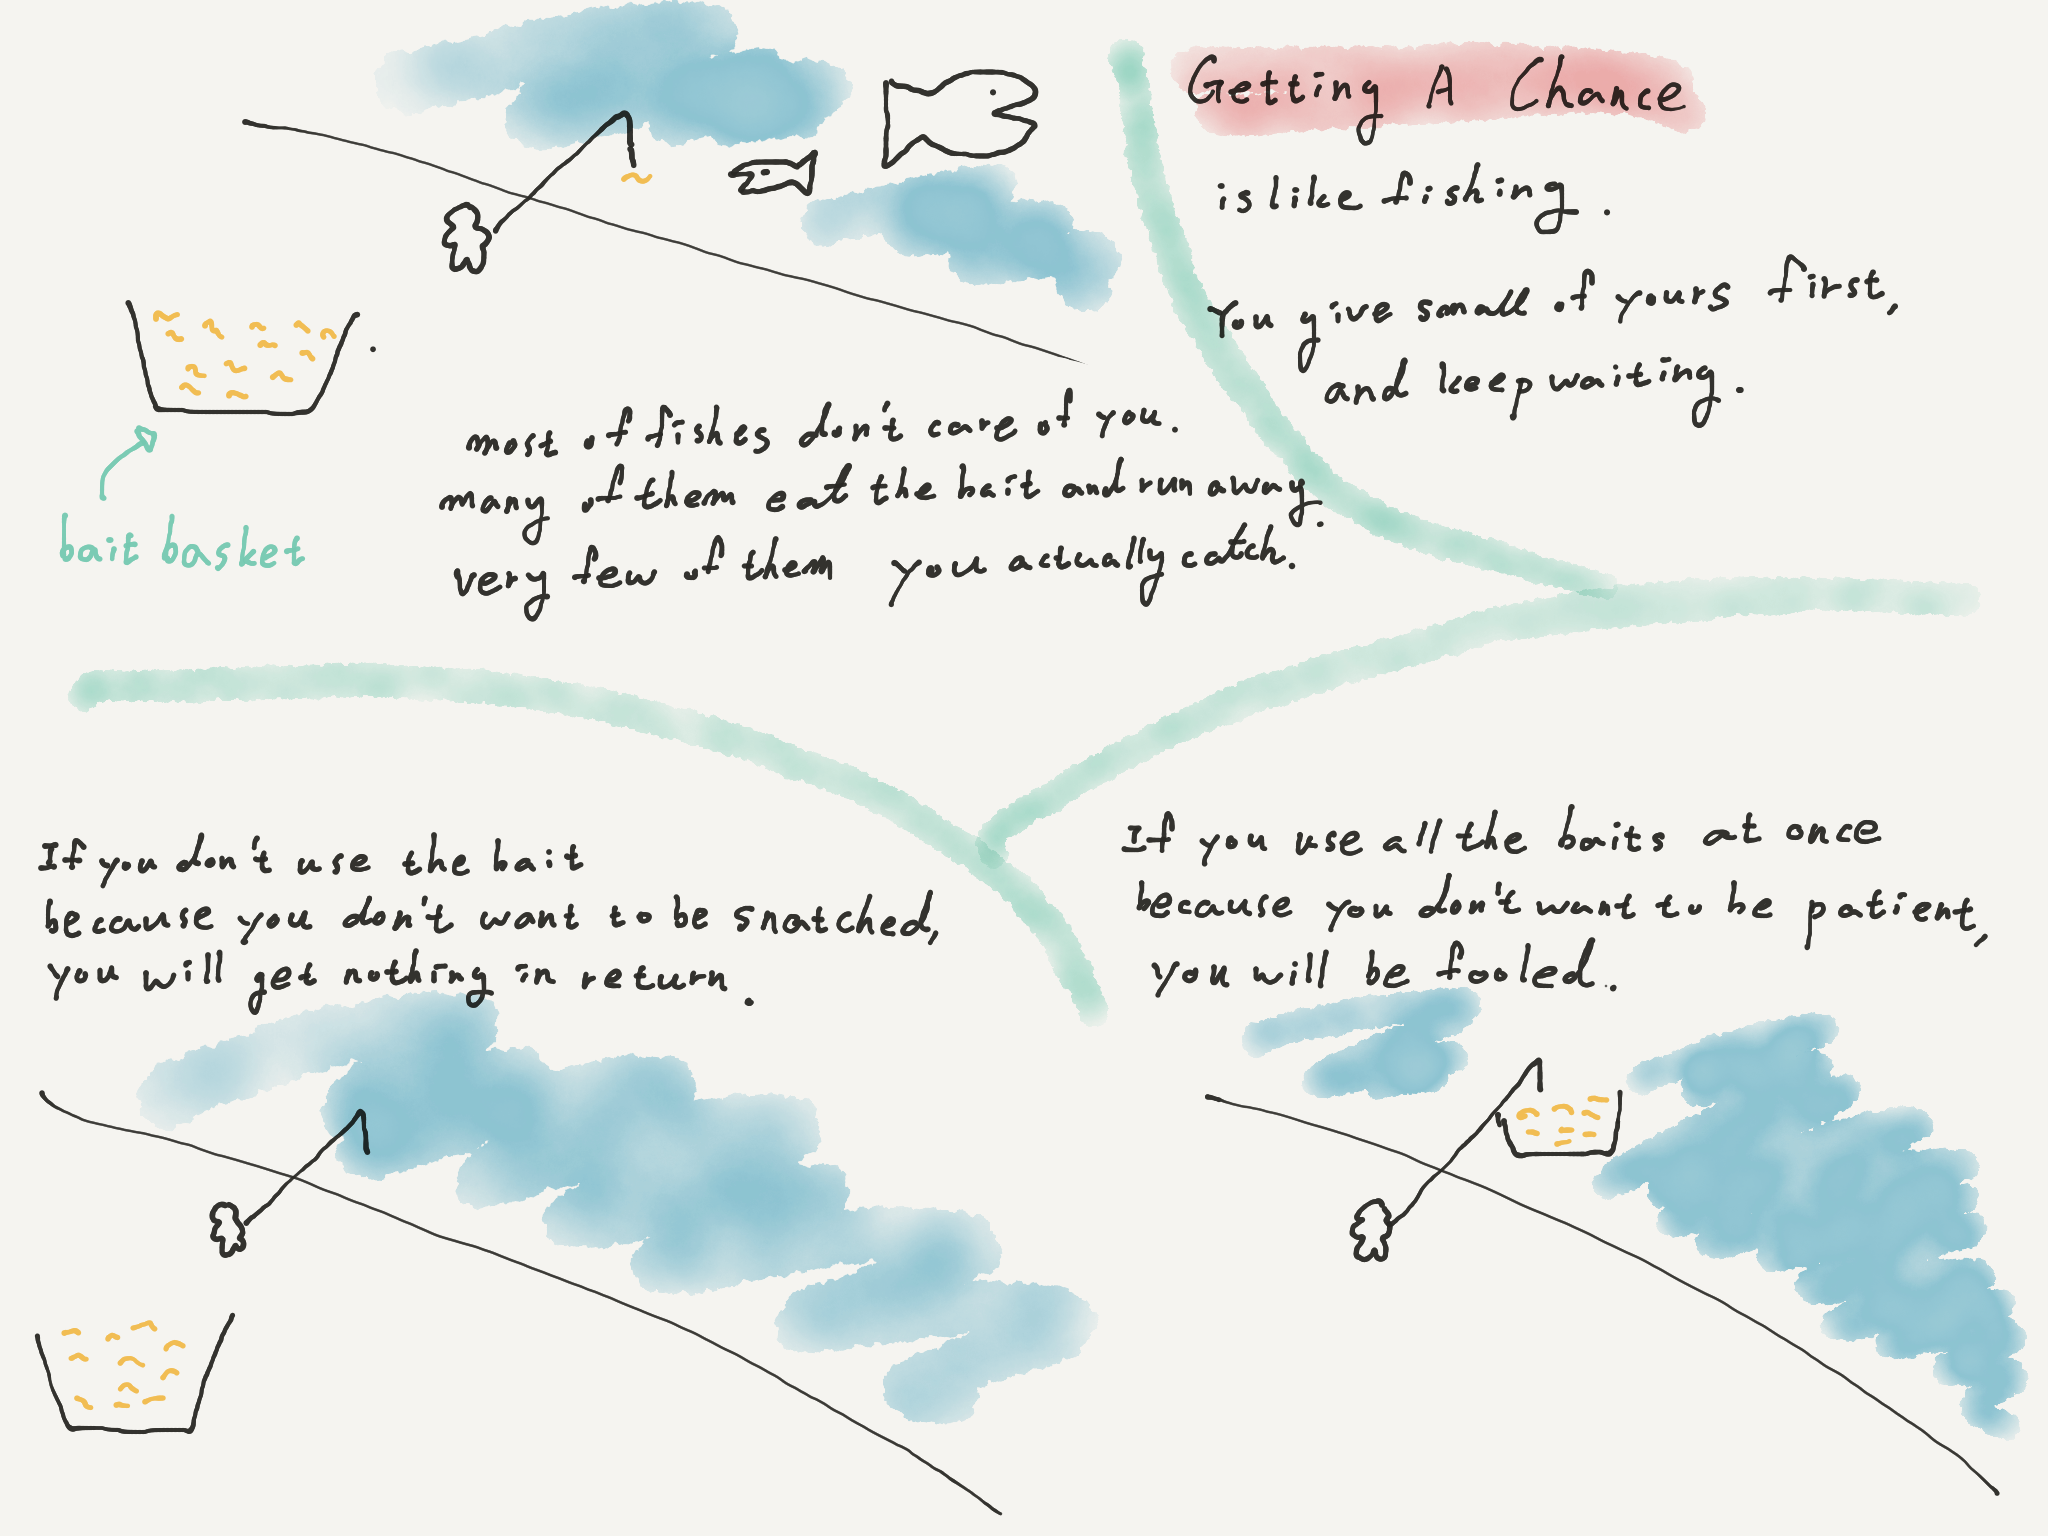 Getting A Chance
is like fishing.
You give small of yours first,
and keep waiting.
most of fishes don't care of you.
many of them eat the bait and run away.
very few of them you actually catch.
bait basket
If you don't use the bait
because you don't want to be snatched,
you will get nothing in return.
If you use all the baits at once
because you don't want to be patient,
you will be fooled.